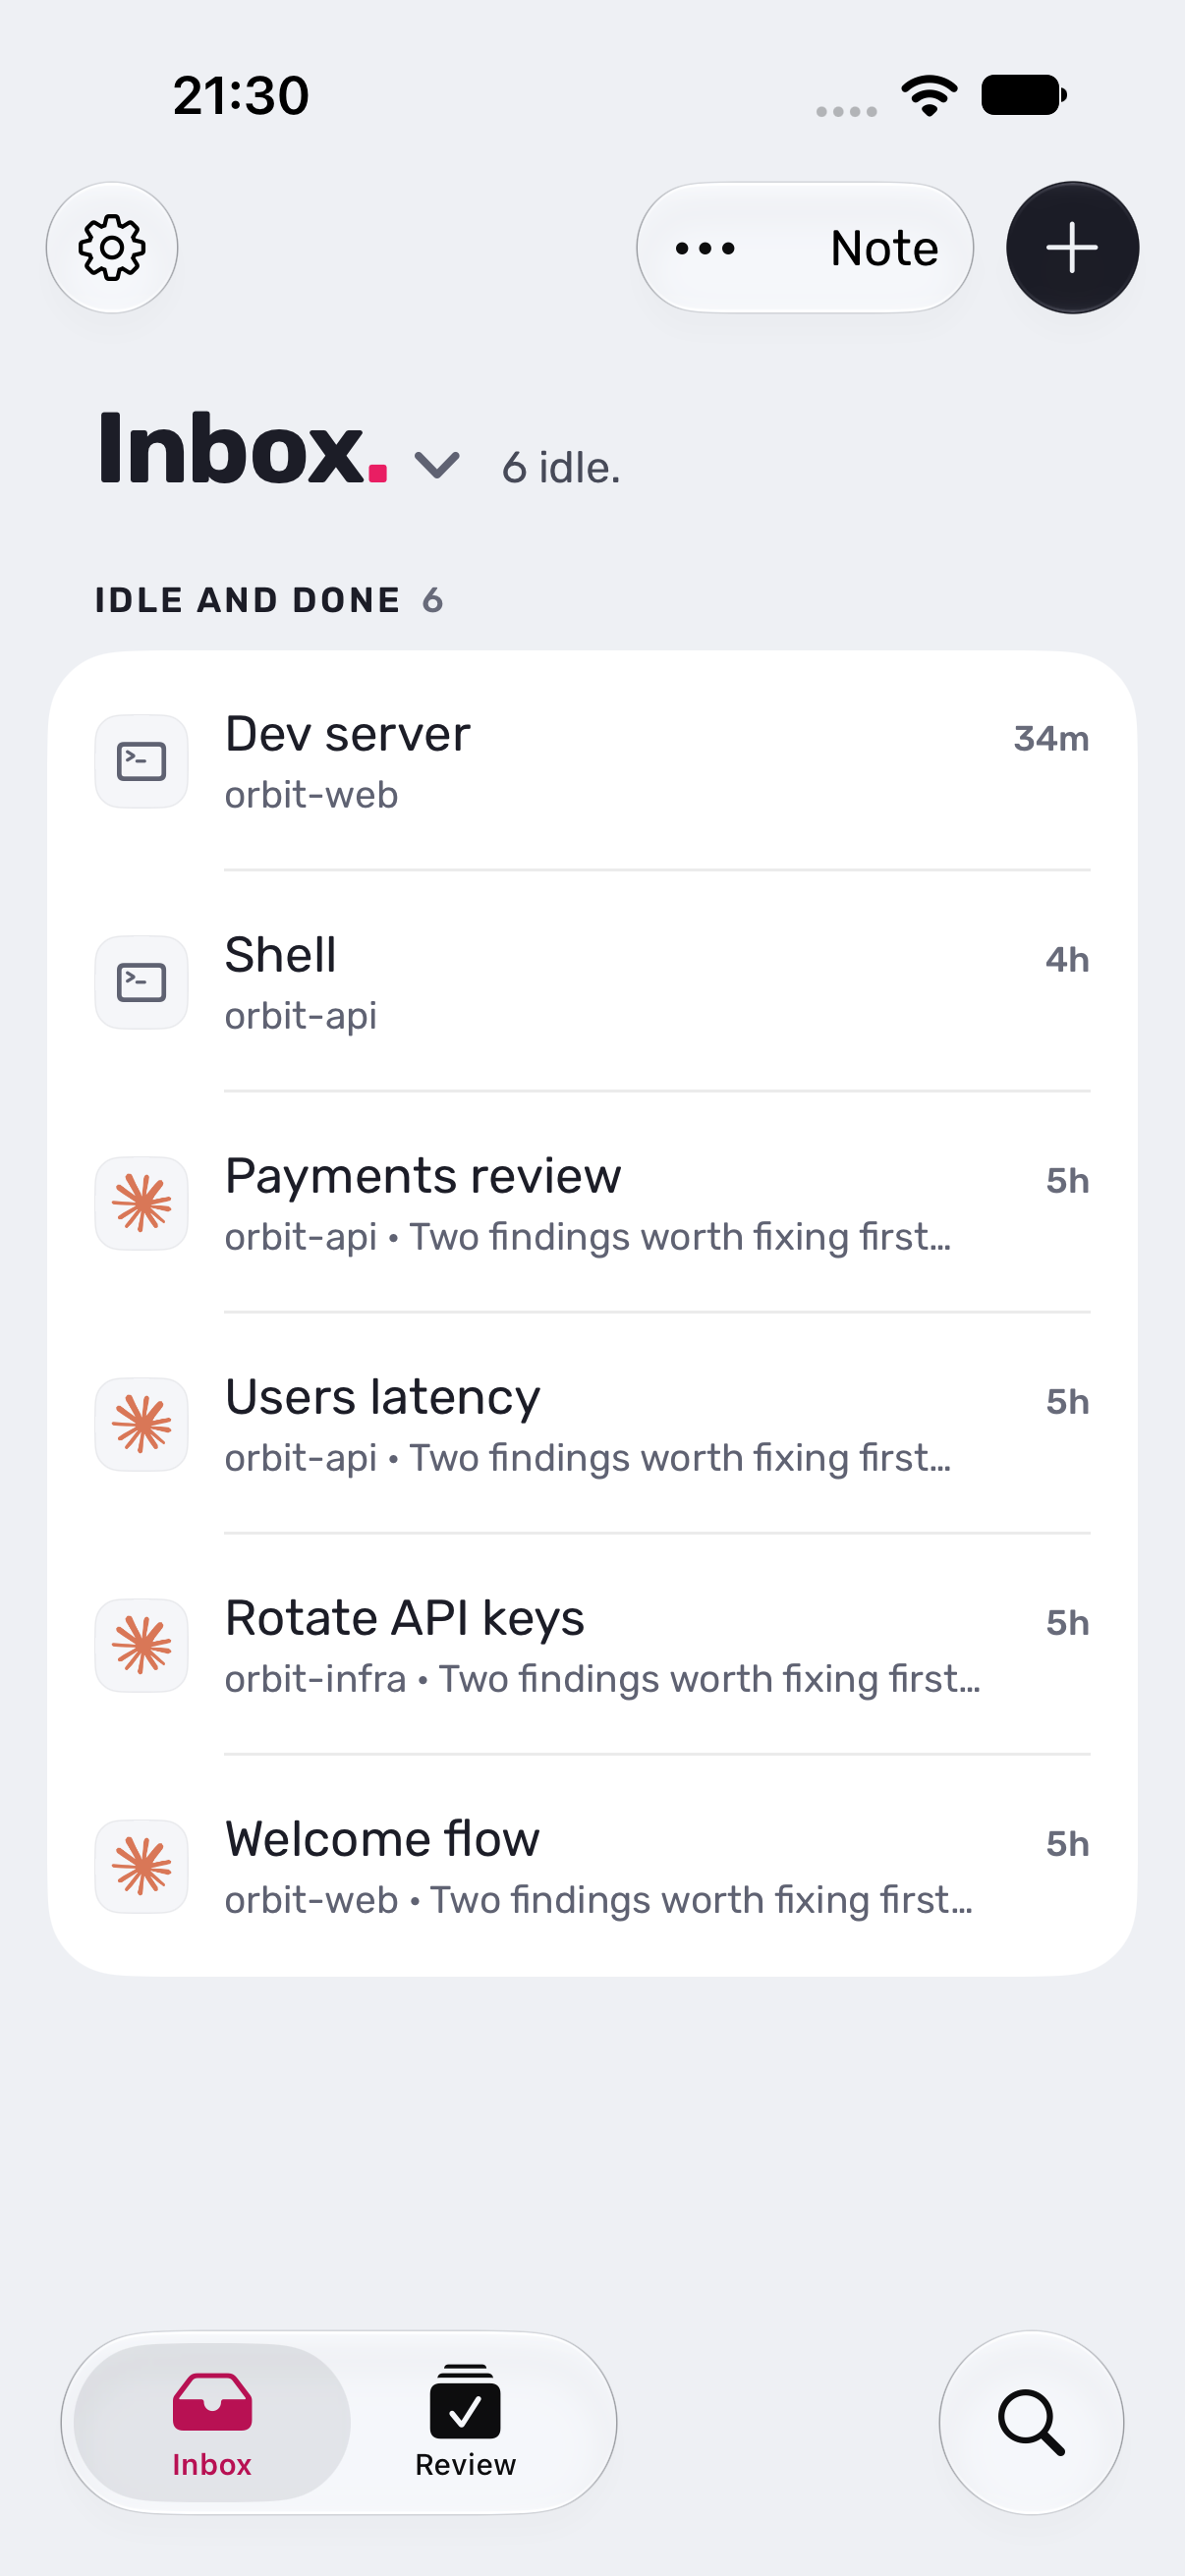 21:30
Note
Inbox.
6 idle.
IDLE AND DONE 6
Dev server
34m
orbit-web
Shell
4h
orbit-api
Payments review
5h
orbit-api • Two findings worth fixing first…
Users latency
5h
orbit-api • Two findings worth fixing first…
Rotate API keys
5h
orbit-infra • Two findings worth fixing first…
Welcome flow
5h
orbit-web • Two findings worth fixing first…
Inbox
Review